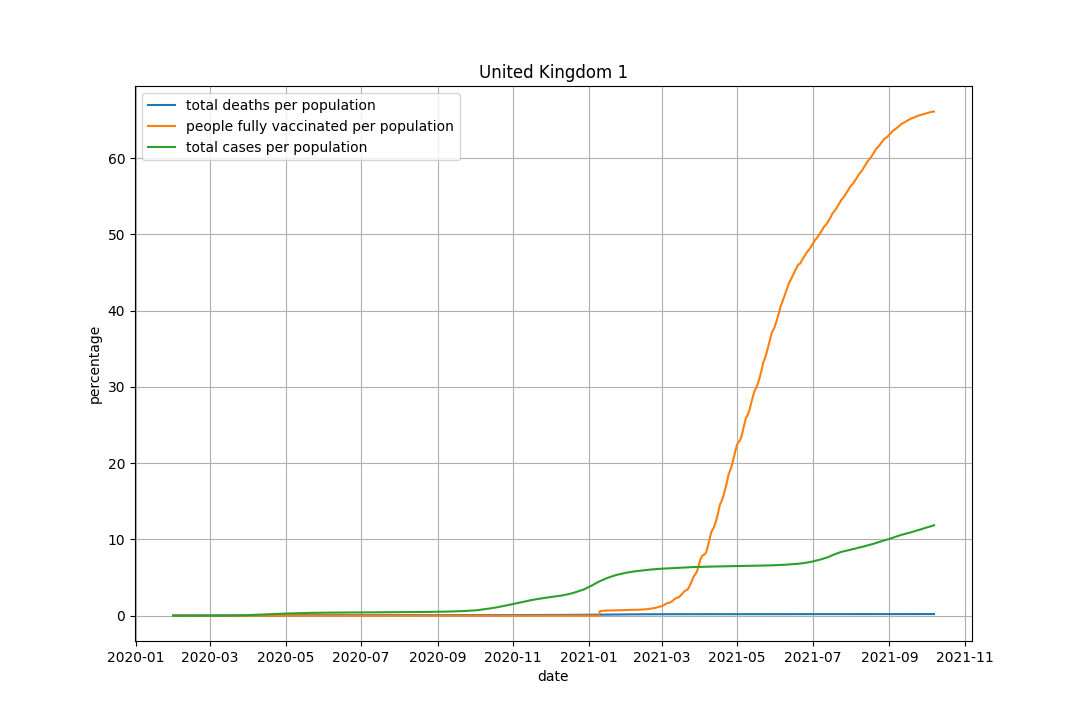 United Kingdom 1
total deaths per population
people fully vaccinated per population
total cases per population
percentage
60
50
40
30
20
10
0
2020-01 2020-03 2020-05 2020-07 2020-09 2020-11 2021-01 2021-03 2021-05 2021-07 2021-09 2021-11
date